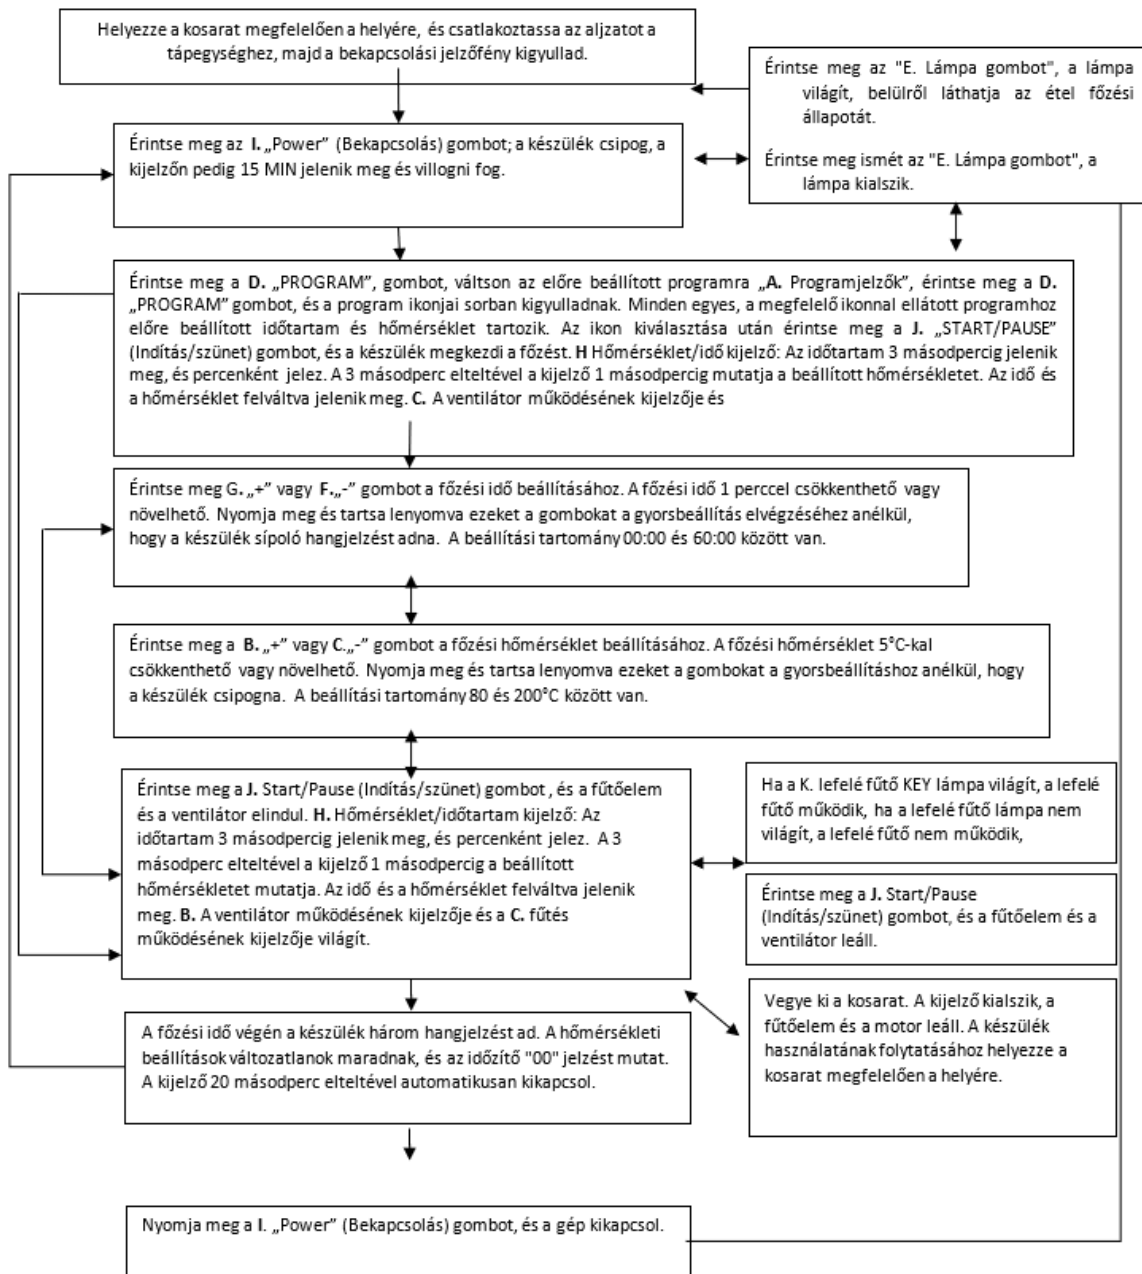 Helyezze a kosarat megfelelően a helyére, és csatlakoztassa az aljzatot a
tápegységhez, majd a bekapcsolási jelzőfény kigyullad.
Érintse meg az "E. Lámpa gombot", a lámpa
világít, belülről láthatja az étel főzési
állapotát.
Érintse meg ismét az "E. Lámpa gombot", a
lámpa kialszik.
Érintse meg az I. „Power” (Bekapcsolás) gombot; a készülék csipog, a
kijelzőn pedig 15 MIN jelenik meg és villogni fog.
Érintse meg a D. „PROGRAM”, gombot, váltson az előre beállított programra „A. Programjelzők”, érintse meg a D.
„PROGRAM” gombot, és a program ikonjai sorban kigyulladnak. Minden egyes, a megfelelő ikonnal ellátott programhoz
előre beállított időtartam és hőmérséklet tartozik. Az ikon kiválasztása után érintse meg a J. „START/PAUSE”
(Indítás/szünet) gombot, és a készülék megkezdi a főzést. H Hőmérséklet/idő kijelző: Az időtartam 3 másodpercig jelenik
meg, és percenként jelez. A 3 másodperc elteltével a kijelző 1 másodpercig mutatja a beállított hőmérsékletet. Az idő és
a hőmérséklet felváltva jelenik meg. C. A ventilátor működésének kijelzője és
Érintse meg G. „+” vagy F.„-” gombot a főzési idő beállításához. A főzési idő 1 perccel csökkenthető vagy
növelhető. Nyomja meg és tartsa lenyomva ezeket a gombokat a gyorsbeállítás elvégzéséhez anélkül,
hogy a készülék sípoló hangjelzést adna. A beállítási tartomány 00:00 és 60:00 között van.
Érintse meg a B. „+” vagy C.„-” gombot a főzési hőmérséklet beállításához. A főzési hőmérséklet 5°C-kal
csökkenthető vagy növelhető. Nyomja meg és tartsa lenyomva ezeket a gombokat a gyorsbeállításhoz anélkül, hogy
a készülék csipogna. A beállítási tartomány 80 és 200°C között van.
Érintse meg a J. Start/Pause (Indítás/szünet) gombot , és a fűtőelem
és a ventilátor elindul. H. Hőmérséklet/időtartam kijelző: Az
időtartam 3 másodpercig jelenik meg, és percenként jelez. A 3
másodperc elteltével a kijelző 1 másodpercig a beállított
hőmérsékletet mutatja. Az idő és a hőmérséklet felváltva jelenik
meg. B. A ventilátor működésének kijelzője és a C. fűtés
működésének kijelzője világít.
Ha a K. lefelé fűtő KEY lámpa világít, a lefelé
fűtő működik, ha a lefelé fűtő lámpa nem
világít, a lefelé fűtő nem működik,
Érintse meg a J. Start/Pause
(Indítás/szünet) gombot, és a fűtőelem és a
ventilátor leáll.
Vegye ki a kosarat. A kijelző kialszik, a
fűtőelem és a motor leáll. A készülék
használatának folytatásához helyezze a
kosarat megfelelően a helyére.
A főzési idő végén a készülék három hangjelzést ad. A hőmérsékleti
beállítások változatlanok maradnak, és az időzítő "00" jelzést mutat.
A kijelző 20 másodperc elteltével automatikusan kikapcsol.
Nyomja meg a I. „Power” (Bekapcsolás) gombot, és a gép kikapcsol.